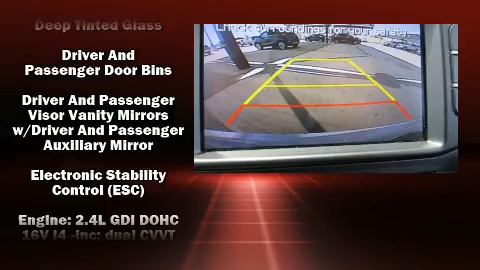 Deep Tinted Glass
Driver And
Passenger Door Bins
Driver And Passenger
Visor Vanity Mirrors
w/Driver And Passenger
Auxiliary Mirror
Electronic Stability
Control (ESC)
Engine: 2.4L GDI DOHC
16V I4 -inc: dual CVVT
Check surroundings for your safety